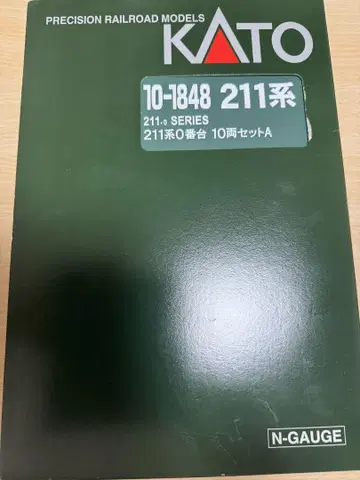 PRECISION RAILROAD MODELS
KATO
10-1848 211系
211-0 SERIES
211系0番台 10両セットA
N-GAUGE